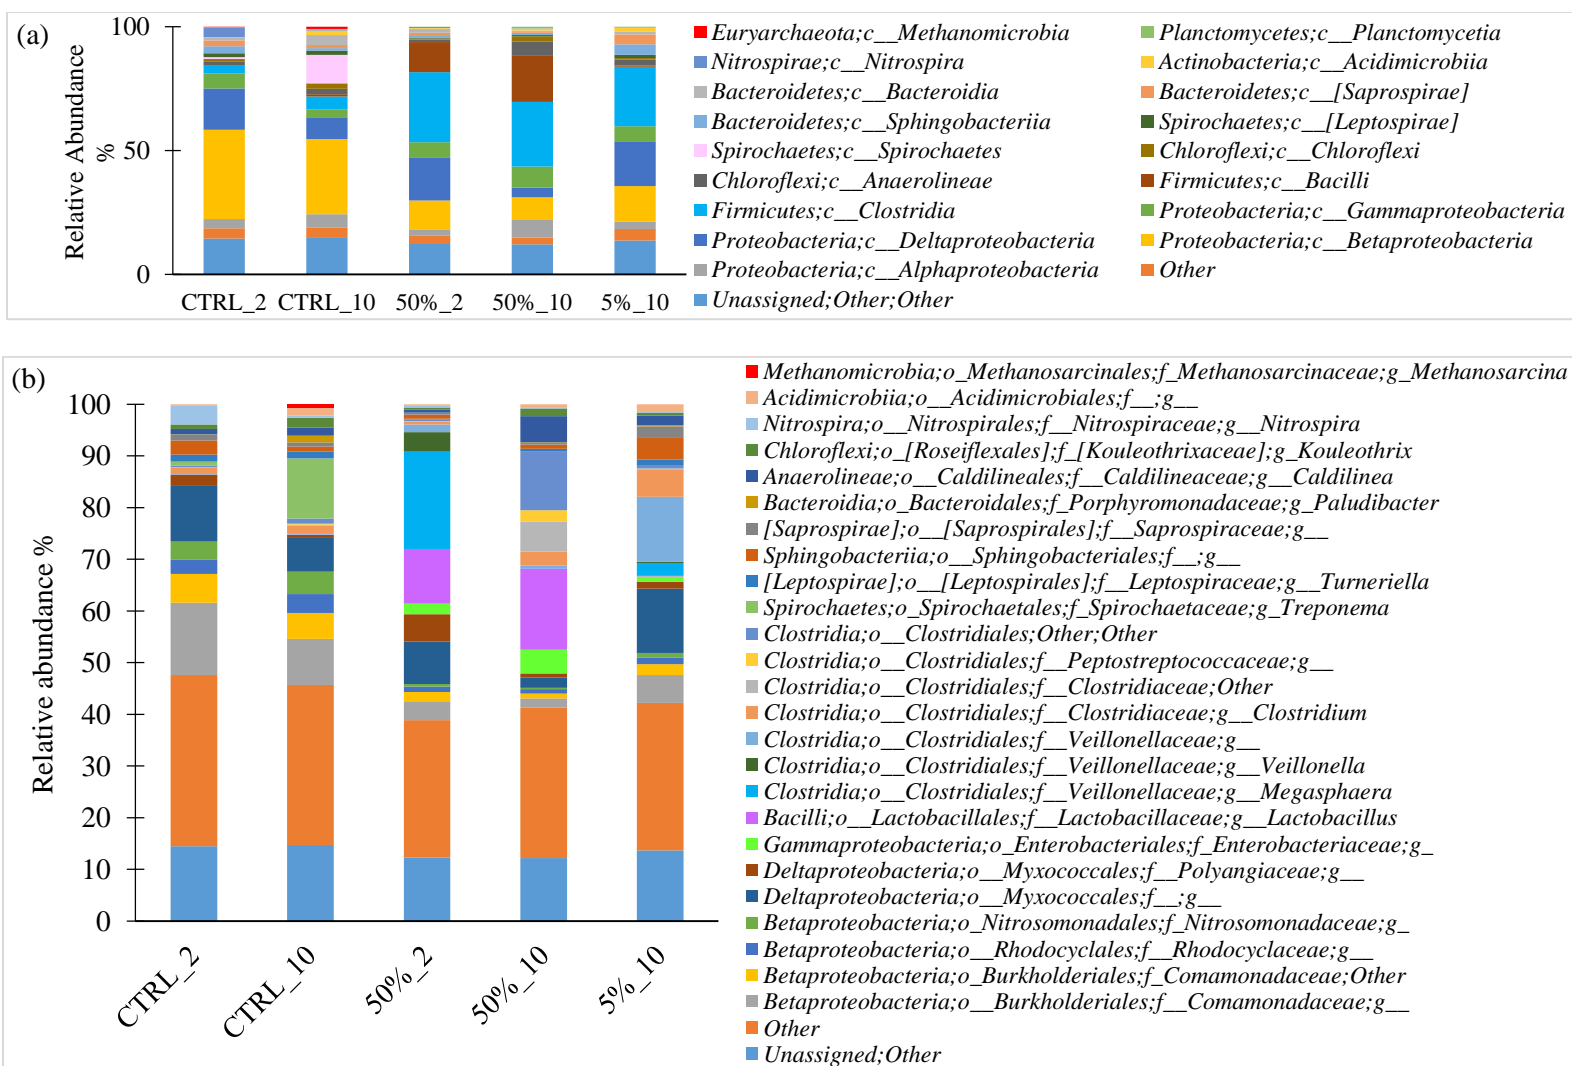 (a)
100
50
0
Relative Abundance
%
CTRL_2 CTRL_10 50%_2 50%_10 5%_10
Euryarchaeota;c__Methanomicrobia
Planctomycetes;c__Planctomycetia
Nitrospirae;c__Nitrospira
Actinobacteria;c__Acidimicrobiia
Bacteroidetes;c__Bacteroidia
Bacteroidetes;c__[Saprospirae]
Bacteroidetes;c__Sphingobacteriia
Spirochaetes;c__[Leptospirae]
Spirochaetes;c__Spirochaetes
Chloroflexi;c__Chloroflexi
Chloroflexi;c__Anaerolineae
Firmicutes;c__Bacilli
Firmicutes;c__Clostridia
Proteobacteria;c__Gammaproteobacteria
Proteobacteria;c__Deltaproteobacteria
Proteobacteria;c__Betaproteobacteria
Proteobacteria;c__Alphaproteobacteria
Other
Unassigned;Other;Other
(b)
100
90
80
70
60
50
40
30
20
10
0
Relative abundance %
CTRL_2
CTRL_10
50%_2
50%_10
5%_10
Methanomicrobia;o_Methanosarcinales;f_Methanosarcinaceae;g_Methanosarcina
Acidimicrobiia;o__Acidimicrobiales;f__;g__
Nitrospira;o__Nitrospirales;f__Nitrospiraceae;g__Nitrospira
Chloroflexi;o_[Roseiflexales];f_[Kouleothrixaceae];g_Kouleothrix
Anaerolineae;o__Caldilineales;f__Caldilineaceae;g__Caldilinea
Bacteroidia;o_Bacteroidales;f_Porphyromonadaceae;g_Paludibacter
[Saprospirae];o__[Saprospirales];f__Saprospiraceae;g__
Sphingobacteriia;o__Sphingobacteriales;f__;g__
[Leptospirae];o__[Leptospirales];f__Leptospiraceae;g__Turneriella
Spirochaetes;o_Spirochaetales;f_Spirochaetaceae;g_Treponema
Clostridia;o__Clostridiales;Other;Other
Clostridia;o__Clostridiales;f__Peptostreptococcaceae;g__
Clostridia;o__Clostridiales;f__Clostridiaceae;Other
Clostridia;o__Clostridiales;f__Clostridiaceae;g__Clostridium
Clostridia;o__Clostridiales;f__Veillonellaceae;g__
Clostridia;o__Clostridiales;f__Veillonellaceae;g__Veillonella
Clostridia;o__Clostridiales;f__Veillonellaceae;g__Megasphaera
Bacilli;o__Lactobacillales;f__Lactobacillaceae;g__Lactobacillus
Gammaproteobacteria;o_Enterobacteriales;f_Enterobacteriaceae;g_
Deltaproteobacteria;o__Myxococcales;f__Polyangiaceae;g__
Deltaproteobacteria;o__Myxococcales;f__;g__
Betaproteobacteria;o_Nitrosomonadales;f_Nitrosomonadaceae;g_
Betaproteobacteria;o__Rhodocyclales;f__Rhodocyclaceae;g__
Betaproteobacteria;o_Burkholderiales;f_Comamonadaceae;Other
Betaproteobacteria;o__Burkholderiales;f__Comamonadaceae;g__
Other
Unassigned;Other